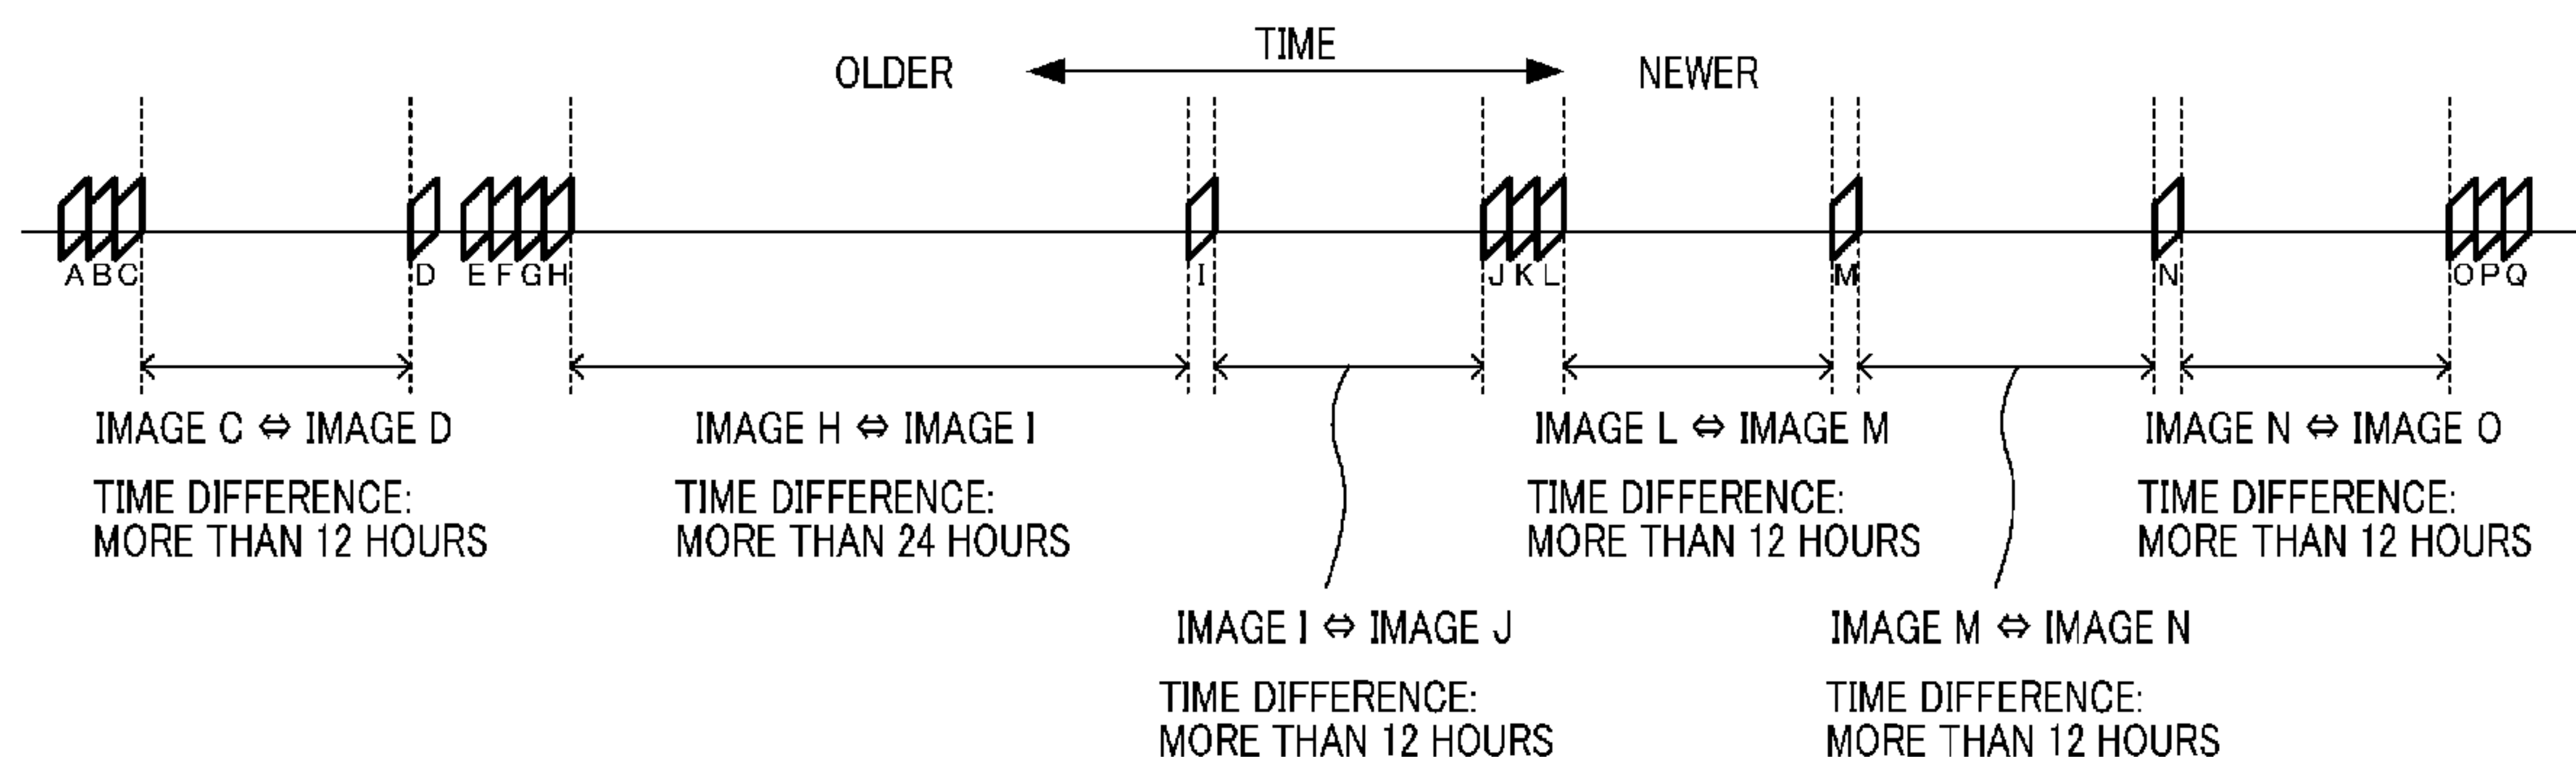 TIME
OLDER NEWER
A B C D E F G H I J K L M N O P Q
IMAGE C ⇔ IMAGE D
TIME DIFFERENCE:
MORE THAN 12 HOURS
IMAGE H ⇔ IMAGE I
TIME DIFFERENCE:
MORE THAN 24 HOURS
IMAGE L ⇔ IMAGE M
TIME DIFFERENCE:
MORE THAN 12 HOURS
IMAGE N ⇔ IMAGE O
TIME DIFFERENCE:
MORE THAN 12 HOURS
IMAGE I ⇔ IMAGE J
TIME DIFFERENCE:
MORE THAN 12 HOURS
IMAGE M ⇔ IMAGE N
TIME DIFFERENCE:
MORE THAN 12 HOURS